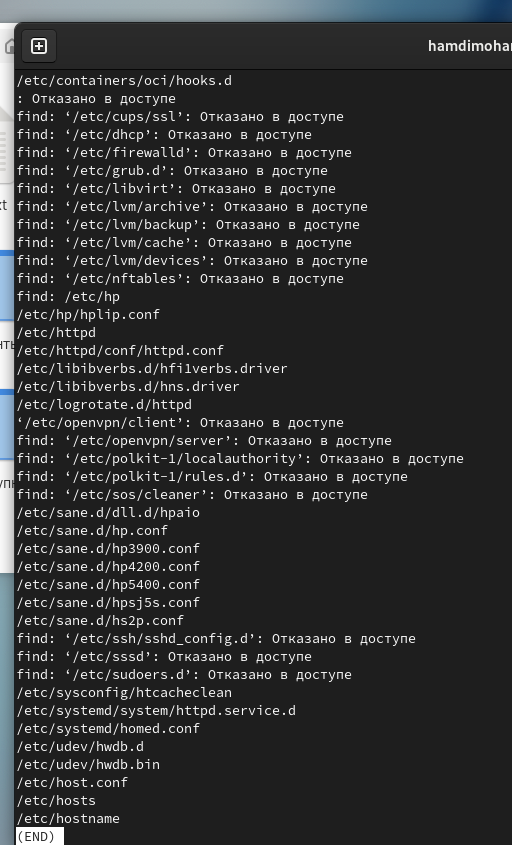 hamdimoha
/etc/containers/oci/hooks.d
: Отказано в доступе
find: ‘/etc/cups/ssl’: Отказано в доступе
find: ‘/etc/dhcp’: Отказано в доступе
find: ‘/etc/firewalld’: Отказано в доступе
find: ‘/etc/grub.d’: Отказано в доступе
find: ‘/etc/libvirt’: Отказано в доступе
find: ‘/etc/lvm/archive’: Отказано в доступе
find: ‘/etc/lvm/backup’: Отказано в доступе
find: ‘/etc/lvm/cache’: Отказано в доступе
find: ‘/etc/lvm/devices’: Отказано в доступе
find: ‘/etc/nftables’: Отказано в доступе
find: /etc/hp
/etc/hp/hplip.conf
/etc/httpd
/etc/httpd/conf/httpd.conf
/etc/libibverbs.d/hfi1verbs.driver
/etc/libibverbs.d/hns.driver
/etc/logrotate.d/httpd
‘/etc/openvpn/client’: Отказано в доступе
find: ‘/etc/openvpn/server’: Отказано в доступе
find: ‘/etc/polkit-1/localauthority’: Отказано в доступе
find: ‘/etc/polkit-1/rules.d’: Отказано в доступе
find: ‘/etc/sos/cleaner’: Отказано в доступе
/etc/sane.d/dll.d/hpaio
/etc/sane.d/hp.conf
/etc/sane.d/hp3900.conf
/etc/sane.d/hp4200.conf
/etc/sane.d/hp5400.conf
/etc/sane.d/hpsj5s.conf
/etc/sane.d/hs2p.conf
find: ‘/etc/ssh/sshd_config.d’: Отказано в доступе
find: ‘/etc/sssd’: Отказано в доступе
find: ‘/etc/sudoers.d’: Отказано в доступе
/etc/sysconfig/htcacheclean
/etc/systemd/system/httpd.service.d
/etc/systemd/homed.conf
/etc/udev/hwdb.d
/etc/udev/hwdb.bin
/etc/host.conf
/etc/hosts
/etc/hostname
(END)